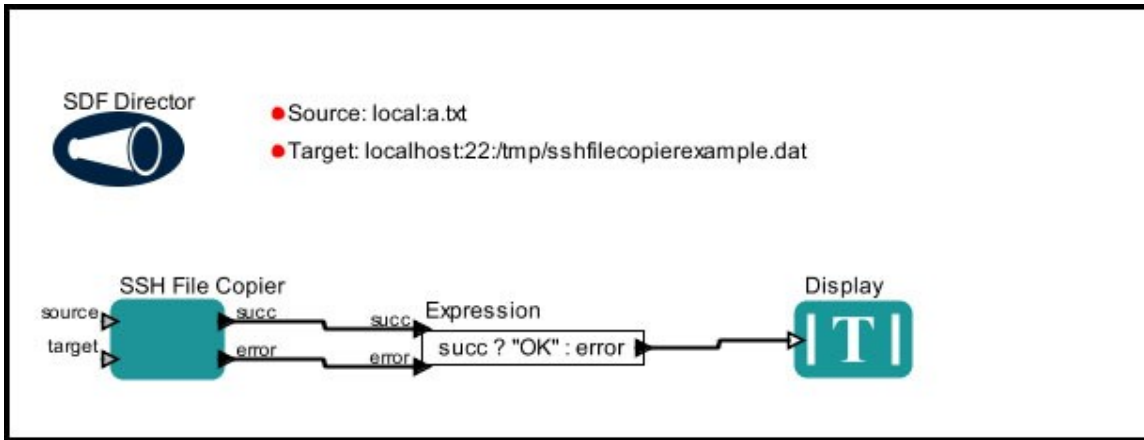 SDF Director
Source: local:a.txt
Target: localhost:22:/tmp/sshfilecopierexample.dat
SSH File Copier
source
target
succ
error
succ
error
Expression
succ ? "OK" : error
Display
T